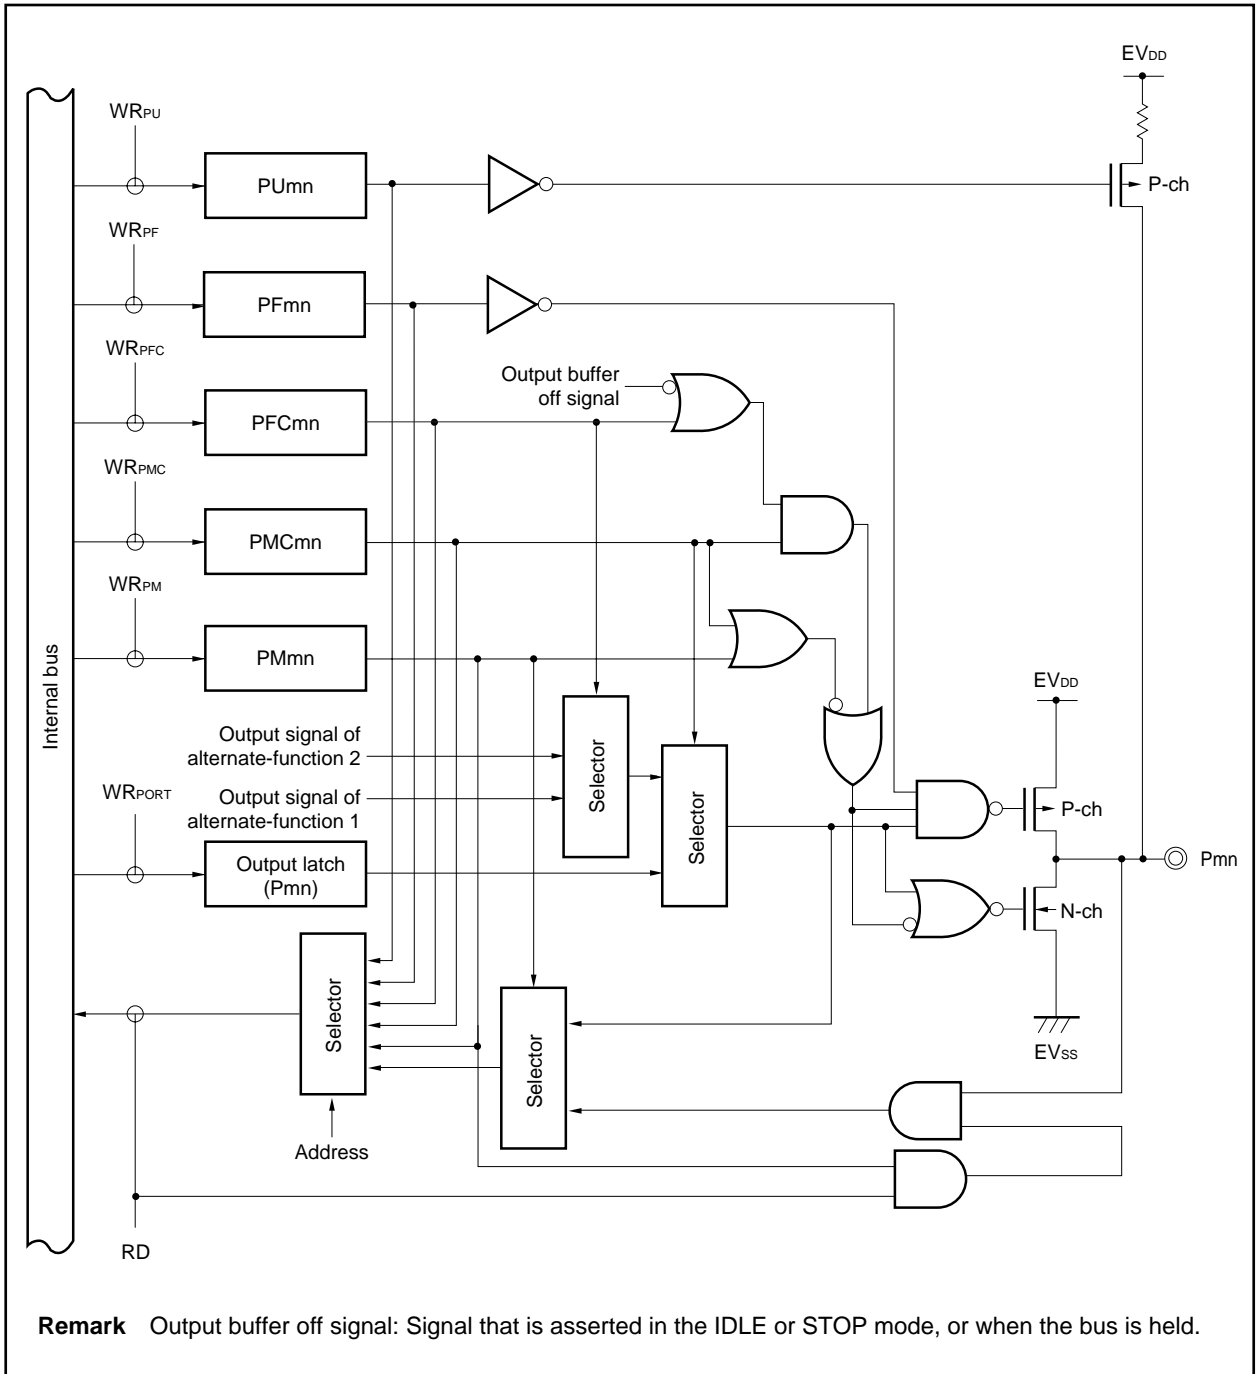 EVDD
WRPU
PUmn
P-ch
WRPF
PFmn
WRPFC
Output buffer
off signal
PFCmn
WRPMC
PMCmn
WRPM
PMmn
Internal bus
EVDD
Output signal of
alternate-function 2
Selector
Selector
WRPORT
Output signal of
alternate-function 1
P-ch
Output latch
(Pmn)
Pmn
N-ch
Selector
Selector
EVSS
Address
RD
Remark Output buffer off signal: Signal that is asserted in the IDLE or STOP mode, or when the bus is held.